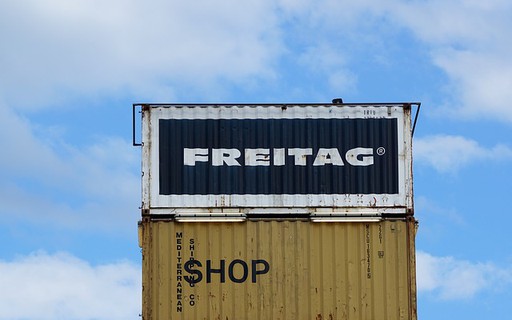 FREITAG®
MEDITERRANEAN
SHIPPING CO
SHOP